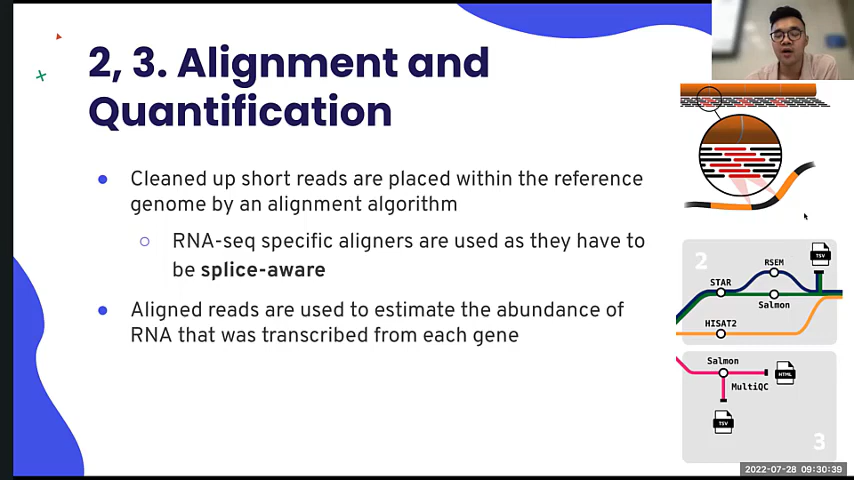 2, 3. Alignment and
Quantification
● Cleaned up short reads are placed within the reference
genome by an alignment algorithm
○ RNA-seq specific aligners are used as they have to
be splice-aware
● Aligned reads are used to estimate the abundance of
RNA that was transcribed from each gene
2
RSEM
TSV
STAR
Salmon
HISAT2
Salmon
HTML
MultiQC
TSV
3
2022-07-28 09:30:39